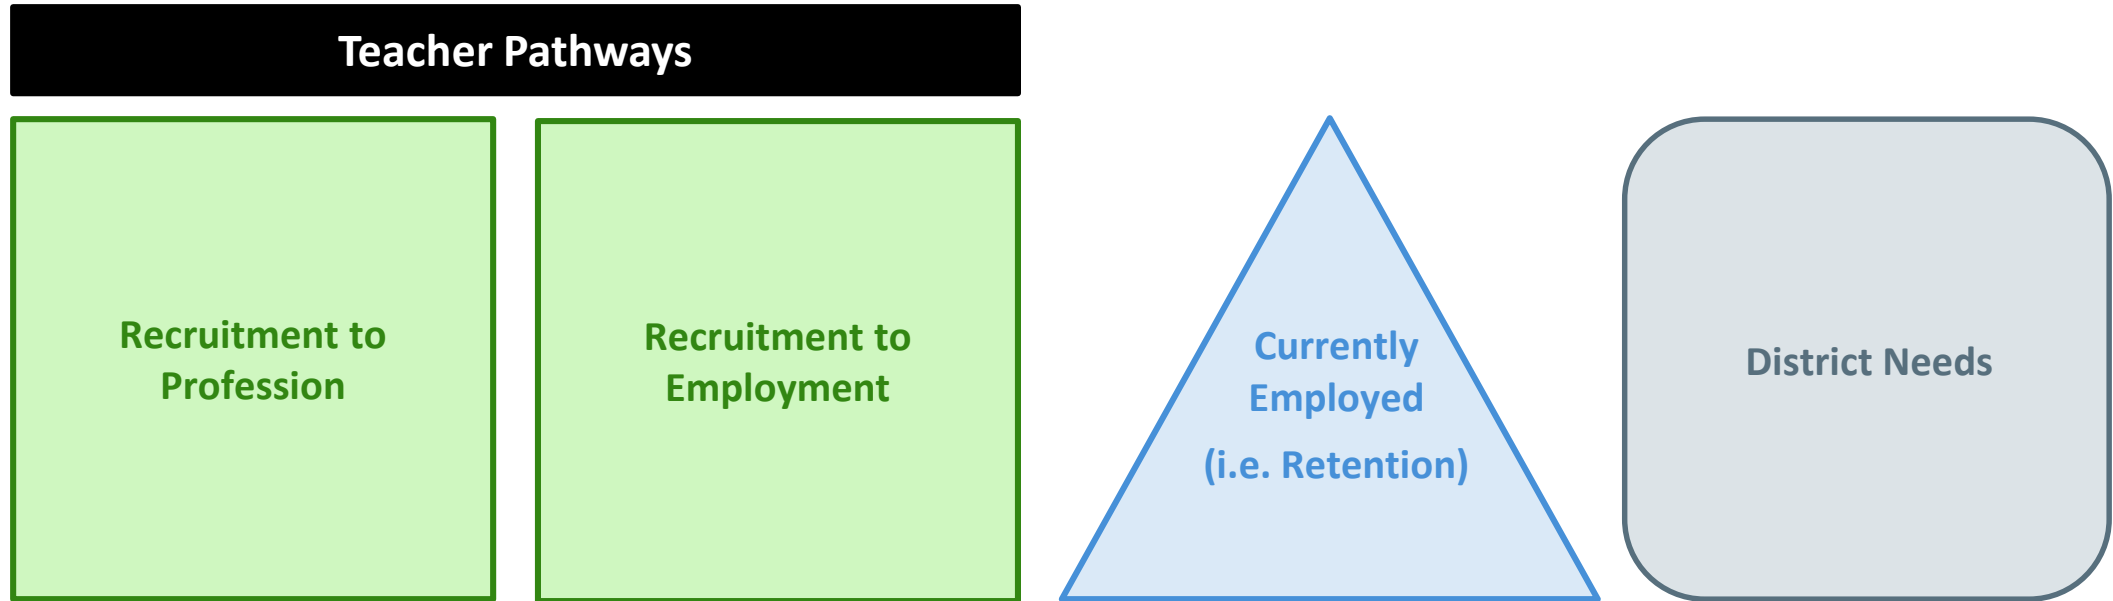 Teacher Pathways
Recruitment to
Profession
Recruitment to
Employment
Currently
Employed
(i.e. Retention)
District Needs